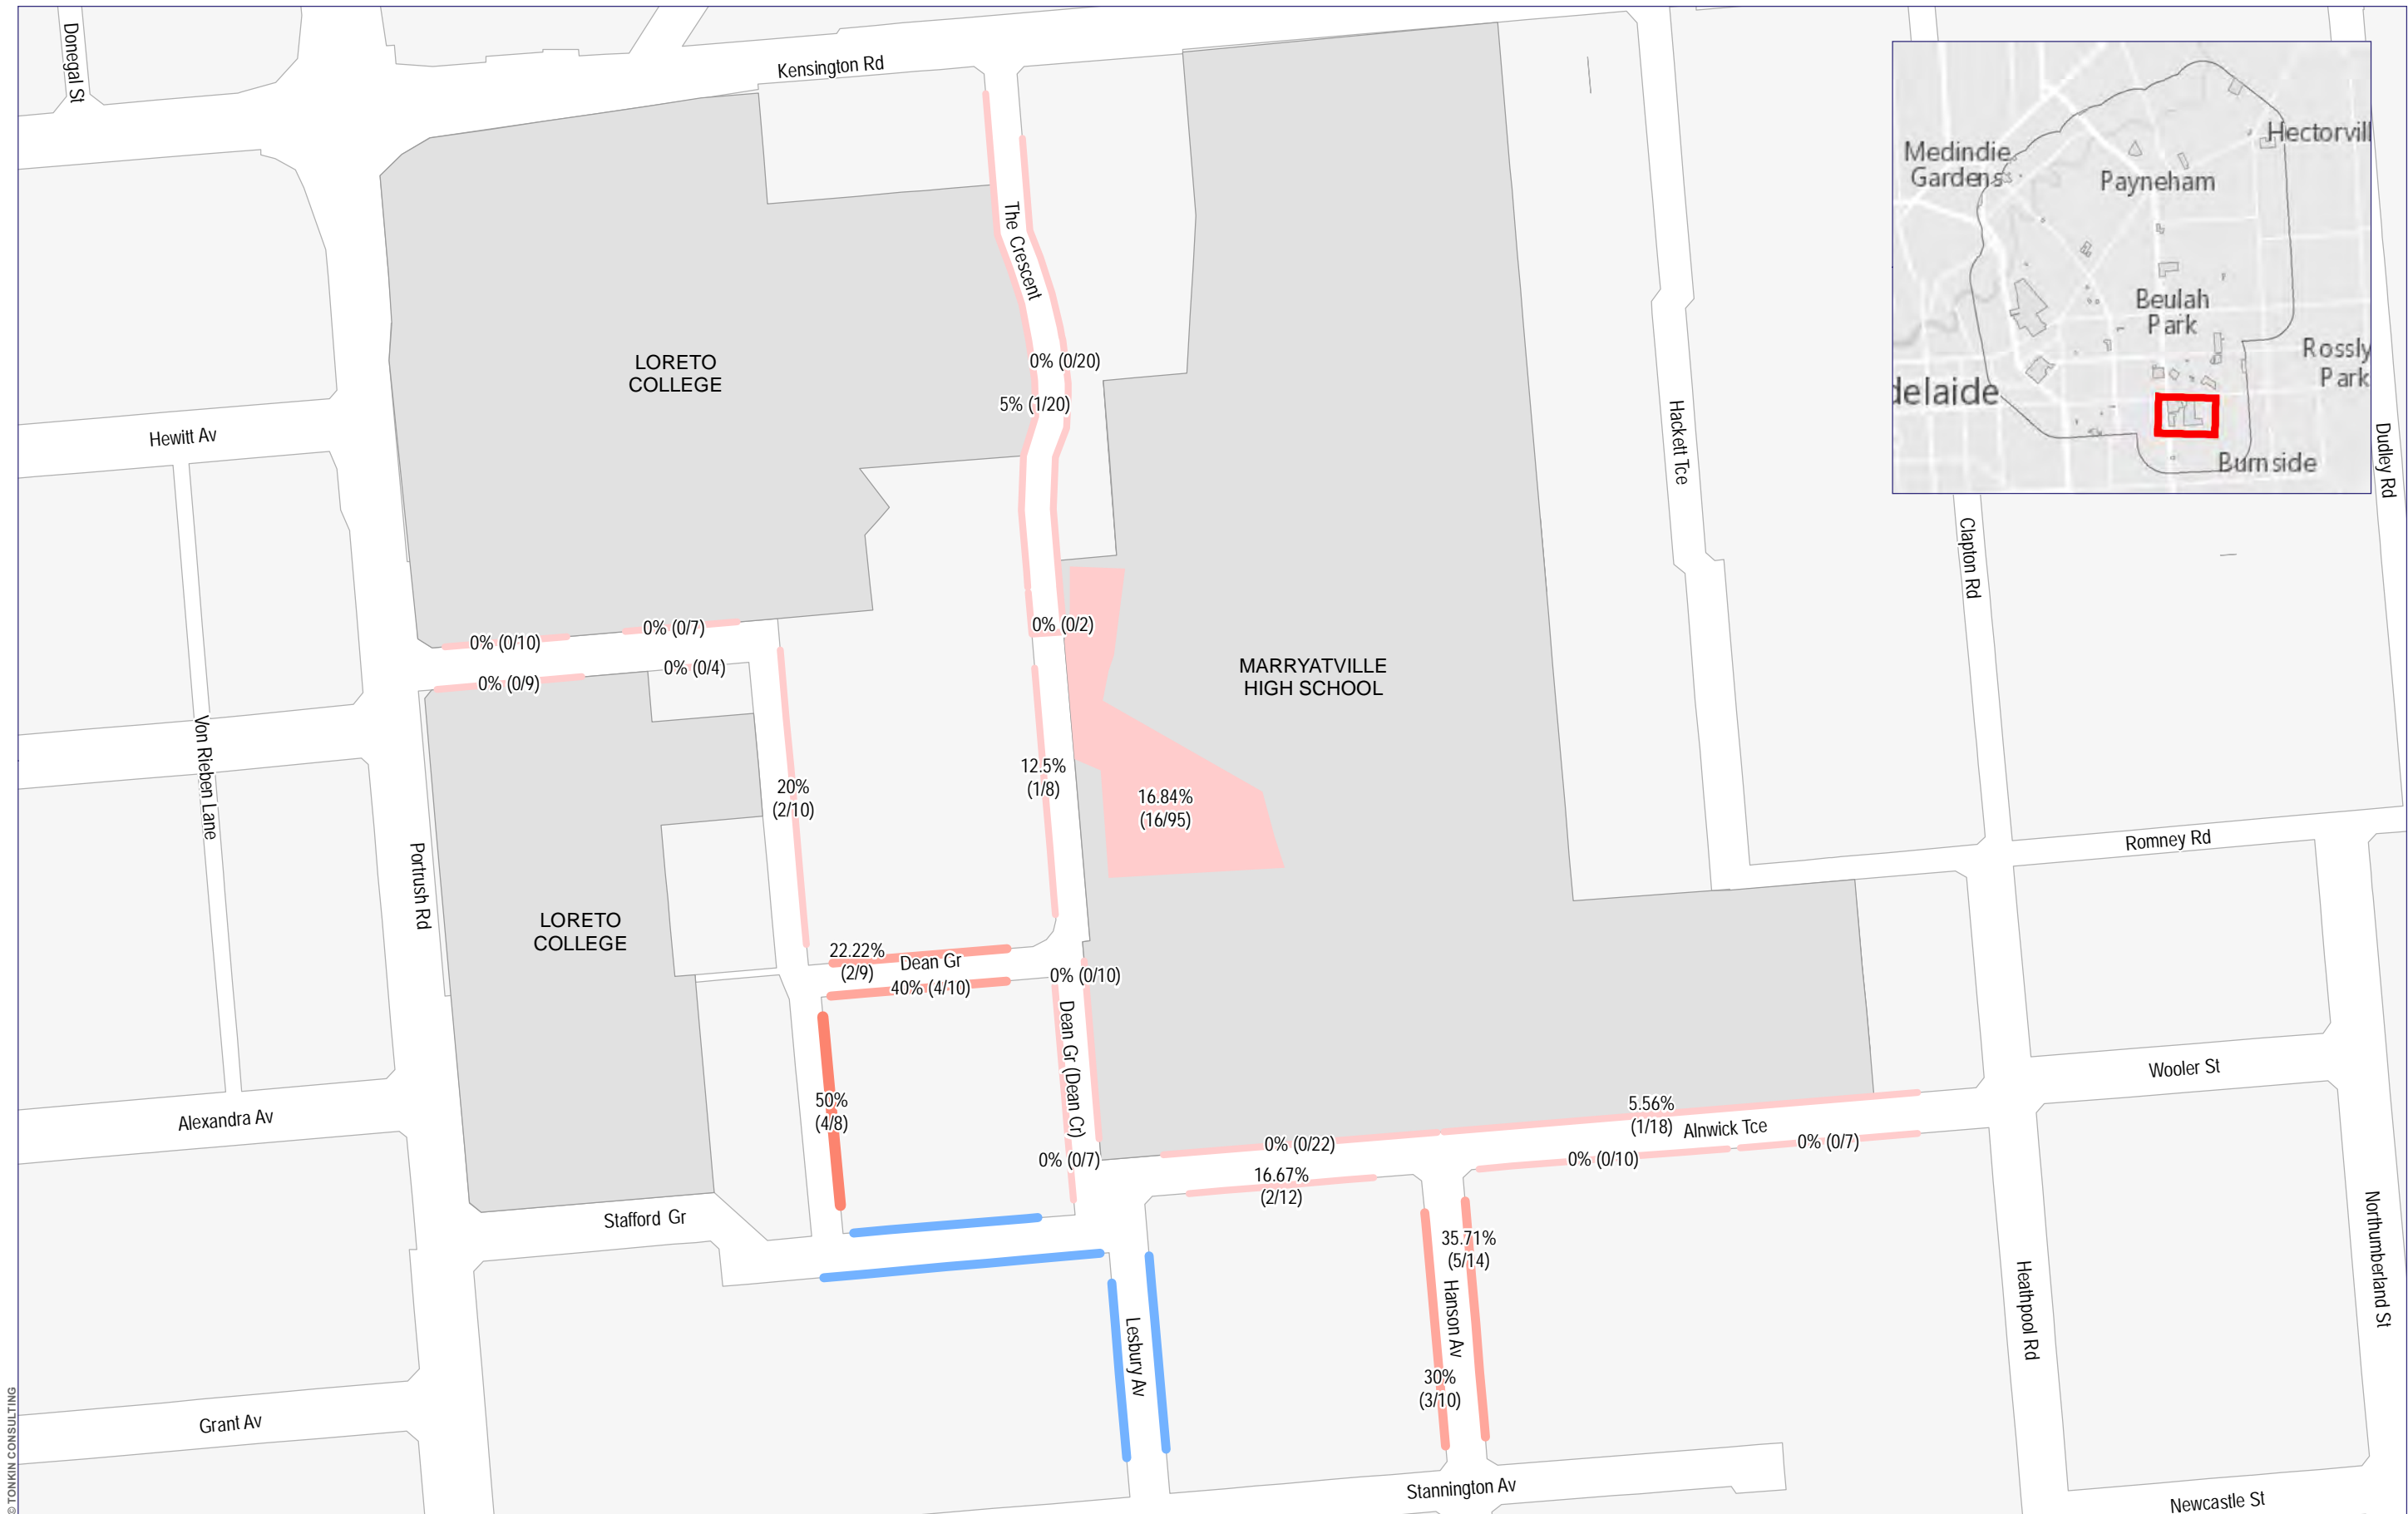 Donegal St
Kensington Rd
The Crescent
LORETO
COLLEGE
0% (0/20)
5% (1/20)
Hewitt Av
Hackett Tce
Medindie
Gardens
Hectorvill
Payneham
Beulah
Park
Rossly
Park
delaide
Burnside
Dudley Rd
Clapton Rd
0% (0/10)
0% (0/7)
0% (0/2)
0% (0/9)
0% (0/4)
MARRYATVILLE
HIGH SCHOOL
Von Rieben Lane
20%
(2/10)
12.5%
(1/8)
16.84%
(16/95)
Portrush Rd
Romney Rd
LORETO
COLLEGE
22.22%
(2/9)
Dean Gr
40% (4/10)
0% (0/10)
Dean Gr (Dean Cr)
Wooler St
50%
(4/8)
Alexandra Av
5.56%
(1/18)
Alnwick Tce
0% (0/22)
0% (0/7)
0% (0/10)
0% (0/7)
16.67%
(2/12)
Stafford Gr
35.71%
(5/14)
Hanson Av
30%
(3/10)
Lesbury Av
Heathpool Rd
Northumberland St
Grant Av
Stannington Av
Newcastle St
© TONKIN CONSULTING